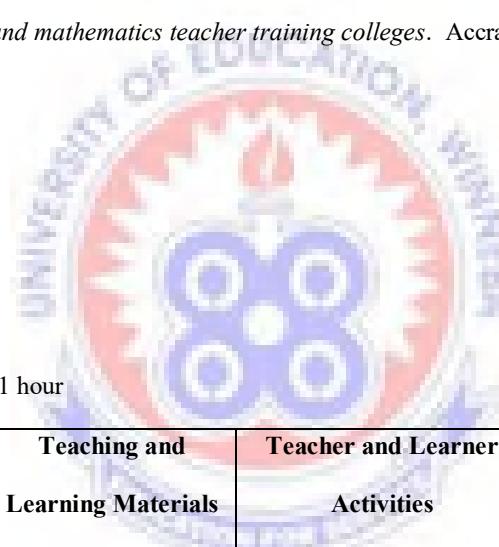 and mathematics teacher training colleges. Accra
UNIVERSITY OF EDUCATION, WINNEBA
1 hour
Teaching and
Teacher and Learner
Learning Materials
Activities